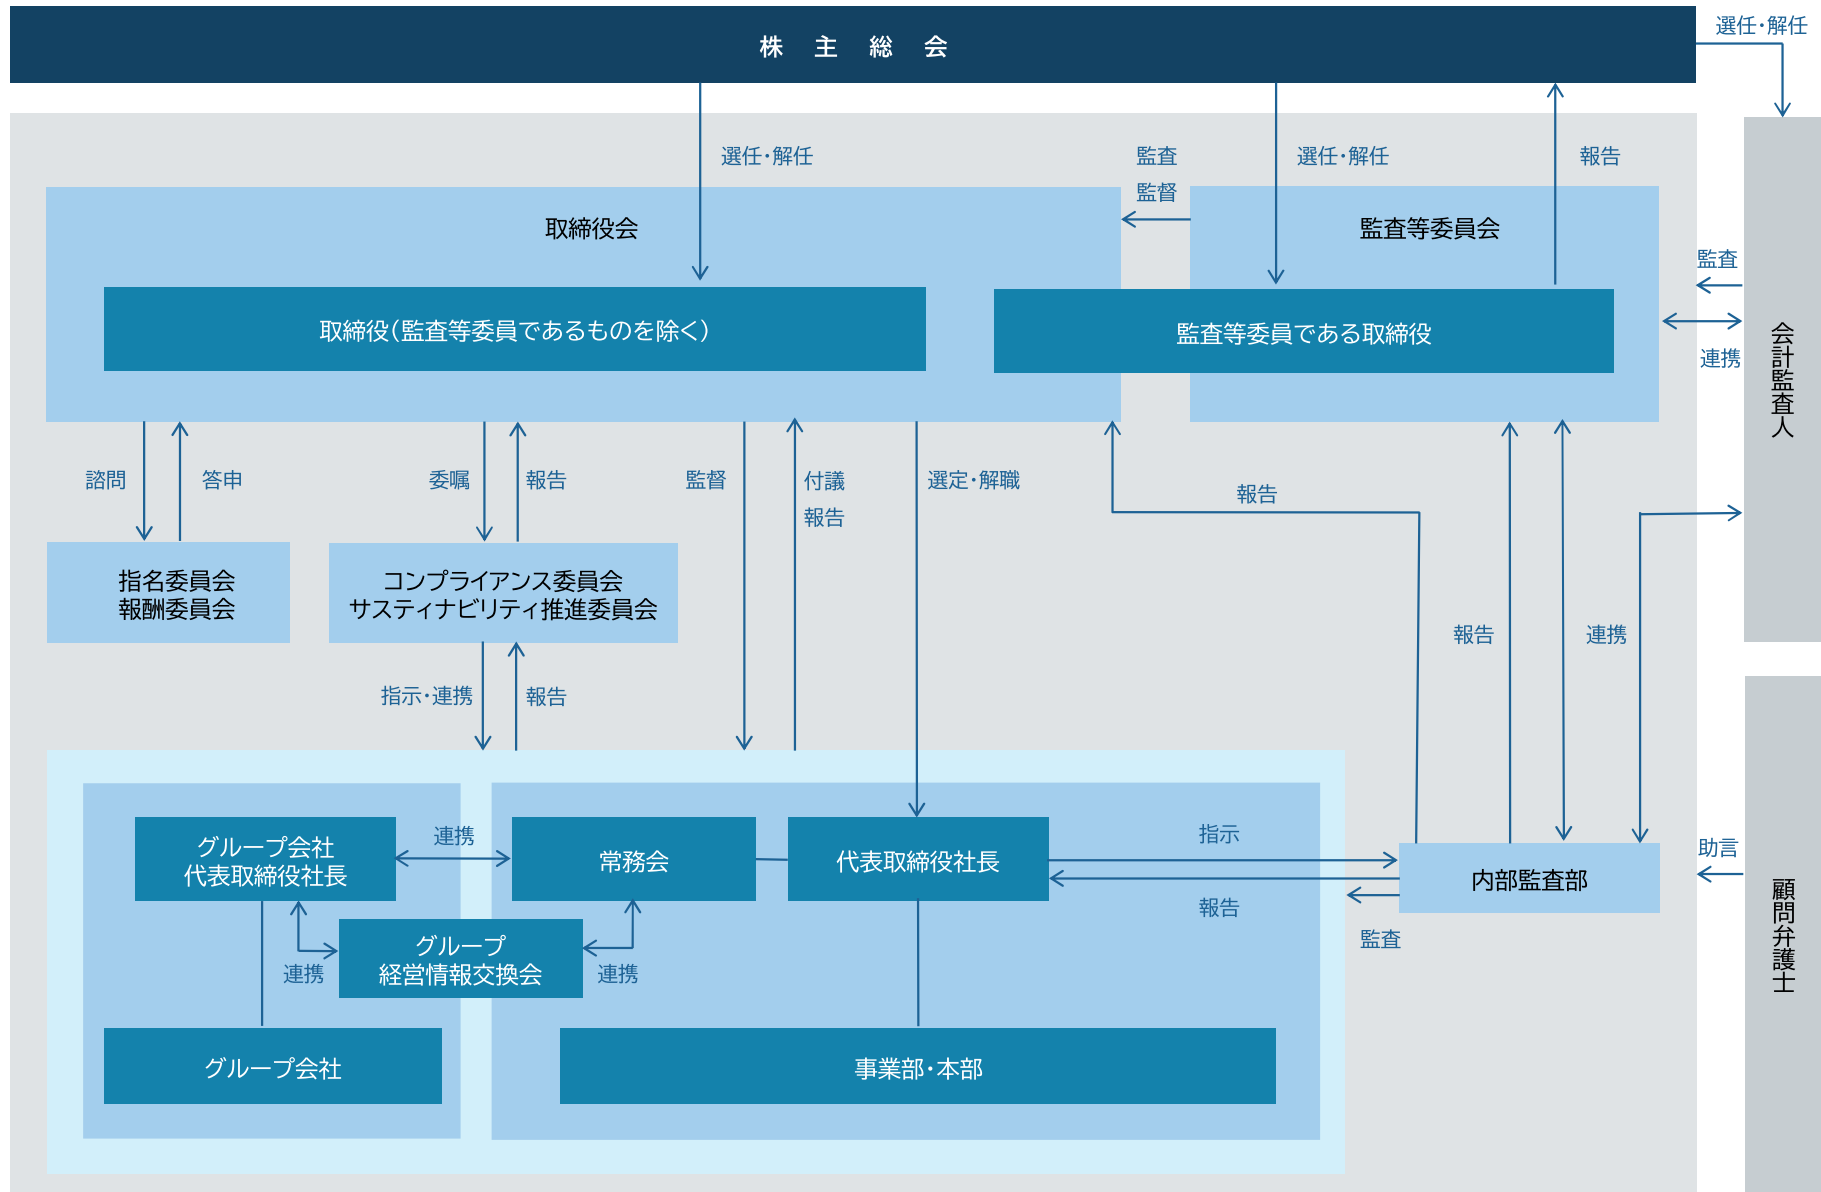 株主総会
選任・解任
選任・解任
監査
監督
選任・解任
報告
取締役会
監査等委員会
取締役（監査等委員であるものを除く）
監査等委員である取締役
監査
連携
会計監査人
諮問
答申
委嘱
報告
監督
付議
報告
選定・解職
報告
指名委員会
報酬委員会
コンプライアンス委員会
サスティナビリティ推進委員会
報告
連携
指示・連携
報告
グループ会社
代表取締役社長
連携
常務会
代表取締役社長
指示
報告
内部監査部
監査
助言
顧問弁護士
連携
グループ
経営情報交換会
連携
グループ会社
事業部・本部